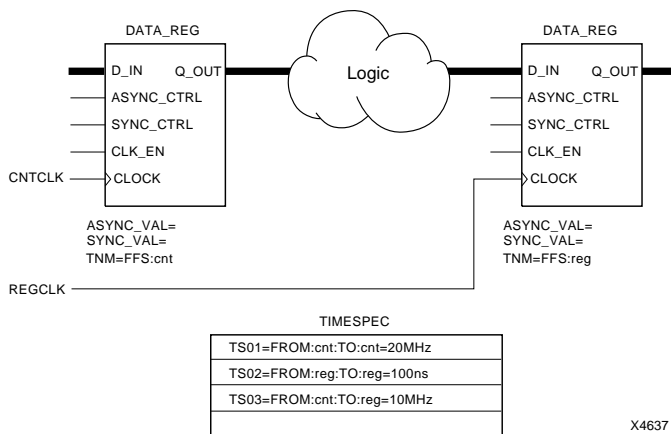 DATA_REG
D_IN Q_OUT
ASYNC_CTRL
SYNC_CTRL
CLK_EN
CLOCK
CNTCLK
ASYNC_VAL=
SYNC_VAL=
TNM=FFS:cnt
Logic
DATA_REG
D_IN Q_OUT
ASYNC_CTRL
SYNC_CTRL
CLK_EN
CLOCK
ASYNC_VAL=
SYNC_VAL=
TNM=FFS:reg
REGCLK
TIMESPEC
TS01=FROM:cnt:TO:cnt=20MHz
TS02=FROM:reg:TO:reg=100ns
TS03=FROM:cnt:TO:reg=10MHz
X4637